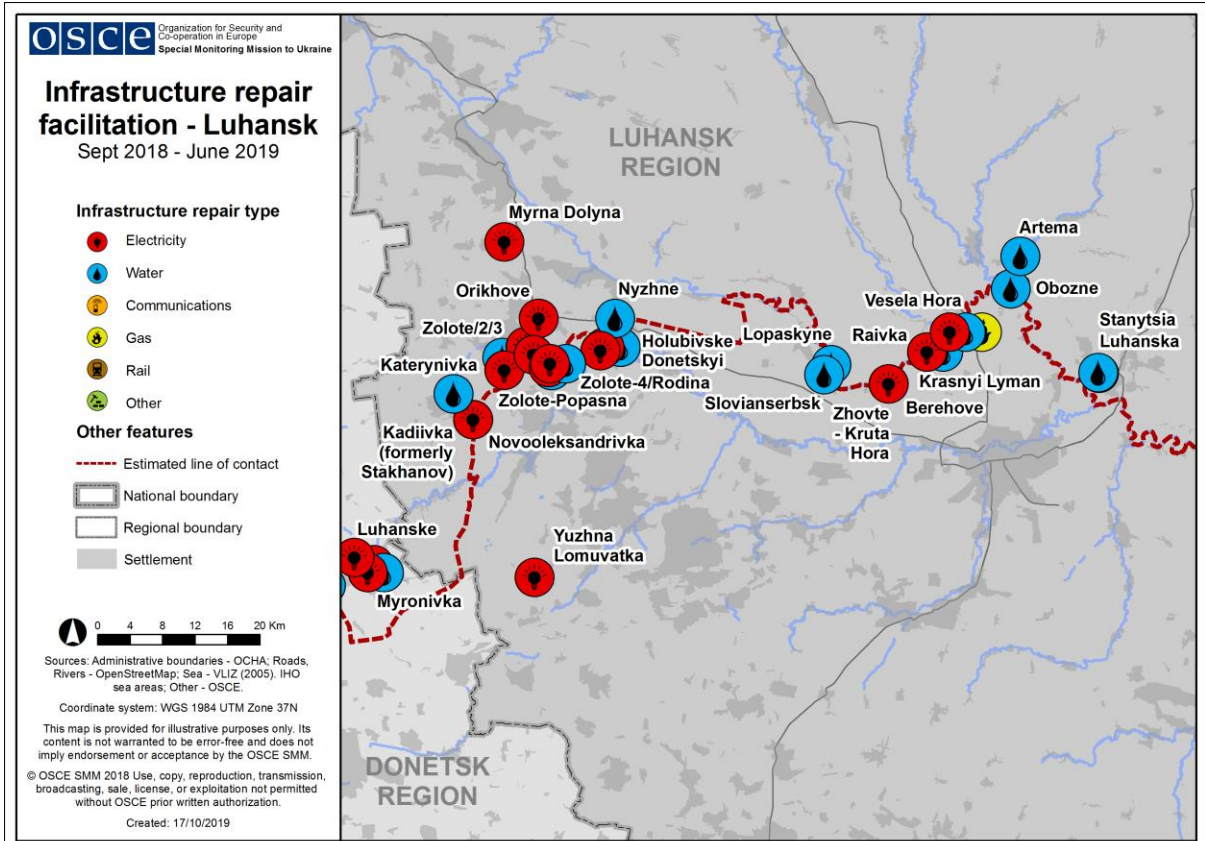 OSCE
Organization for Security and
Co-operation in Europe
Special Monitoring Mission to Ukraine
Infrastructure repair
facilitation - Luhansk
Sept 2018 - June 2019
Infrastructure repair type
Electricity
Water
Communications
Gas
Rail
Other
Other features
Estimated line of contact
National boundary
Regional boundary
Settlement
0 4 8 12 16 20 Km
Sources: Administrative boundaries - OCHA; Roads,
Rivers - OpenStreetMap; Sea - VLIZ (2005). IHO
sea areas; Other - OSCE.
Coordinate system: WGS 1984 UTM Zone 37N
This map is provided for illustrative purposes only. Its
content is not warranted to be error-free and does not
imply endorsement or acceptance by the OSCE SMM.
© OSCE SMM 2018 Use, copy, reproduction, transmission,
broadcasting, sale, license, or exploitation not permitted
without OSCE prior written authorization.
Created: 17/10/2019
LUHANSK
REGION
Myrna Dolyna
Artema
Orikhove
Nyzhne
Obozne
Vesela Hora
Zolote/2/3
Lopaskyne
Raivka
Stanytsia
Luhanska
Holubivske
Donetskyi
Katerynivka
Zolote-4/Rodina
Krasnyi Lyman
Zolote-Popasna
Slovianserbsk
Berehove
Zhovte
- Kruta
Hora
Kadiivka
(formerly
Stakhanov)
Novooleksandrivka
Luhanske
Yuzhna
Lomuvatka
Myronivka
DONETSK
REGION